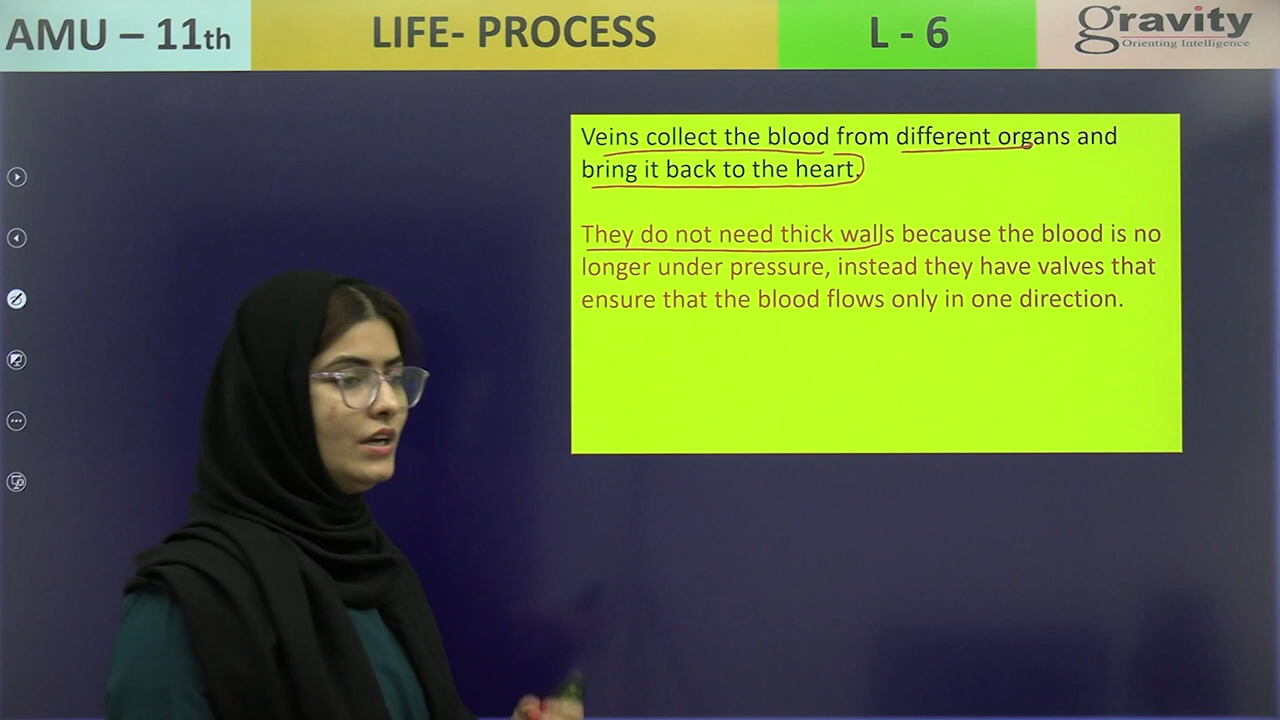 AMU – 11th
LIFE- PROCESS
L - 6
gravity
Orienting Intelligence
Veins collect the blood from different organs and
bring it back to the heart.
They do not need thick walls because the blood is no
longer under pressure, instead they have valves that
ensure that the blood flows only in one direction.